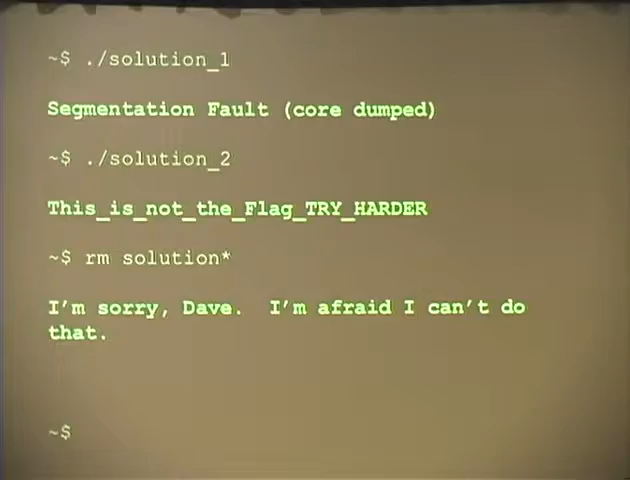 ~$ ./solution_1
Segmentation Fault (core dumped)
~$ ./solution_2
This_is_not_the_Flag_TRY_HARDER
~$ rm solution*
I'm sorry, Dave.  I'm afraid I can't do
that.
~$